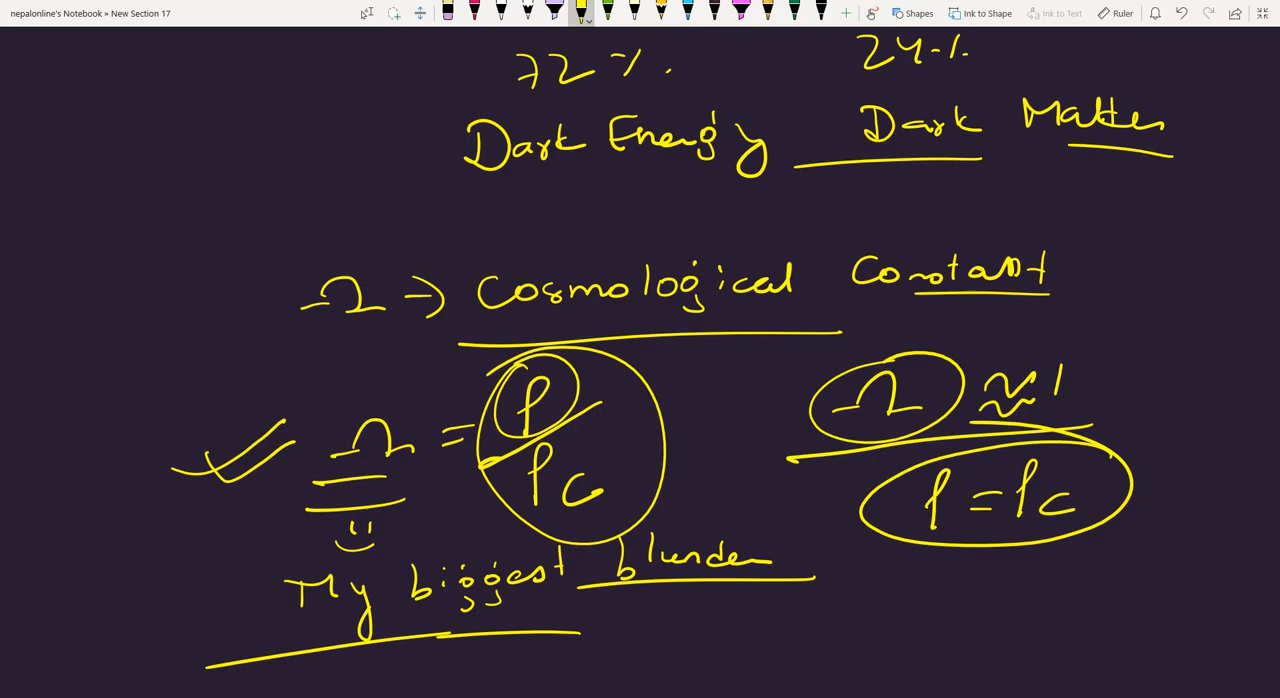 nepalonline's Notebook » New Section 17
Shapes Ink to Shape Ink to Text Ruler
72 %. 24 %.
Dark Energy Dark Matter
Ω → Cosmological Constant
Ω = ρ/ρc Ω ≈ 1
ρ = ρc
My biggest blunder